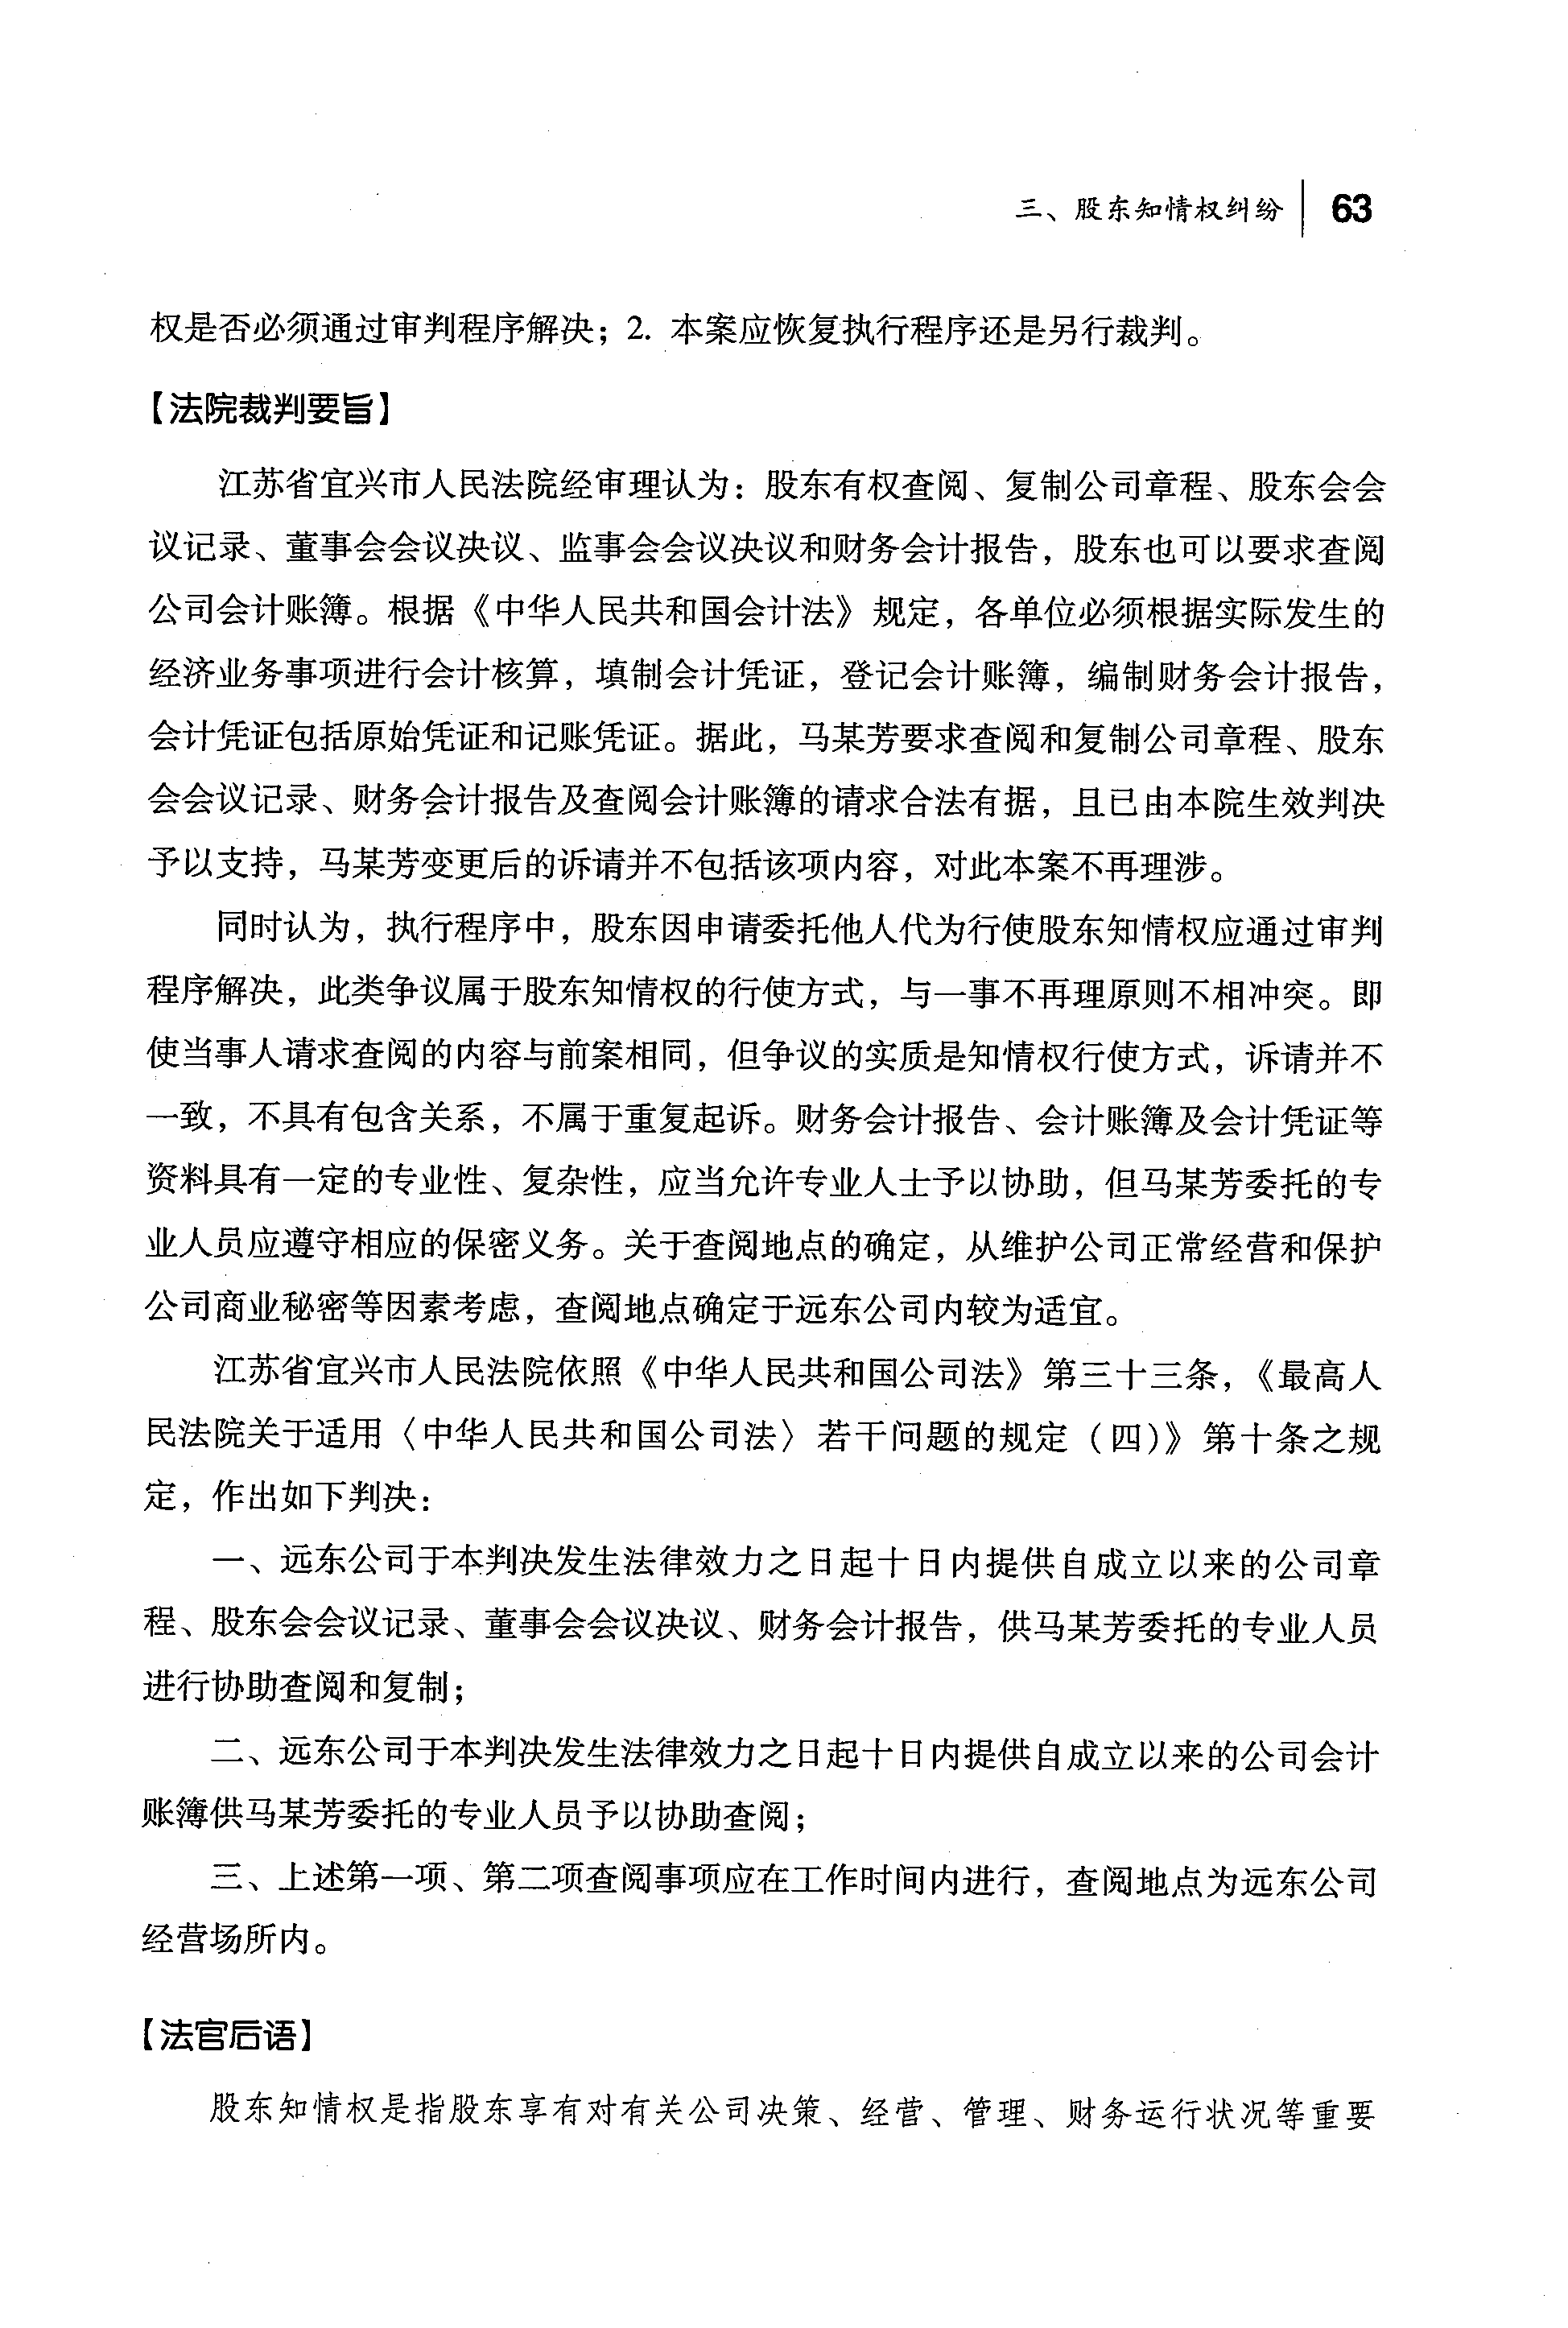 三、股东知情权纠纷 63
权是否必须通过审判程序解决；2. 本案应恢复执行程序还是另行裁判。
【法院裁判要旨】
江苏省宜兴市人民法院经审理认为：股东有权查阅、复制公司章程、股东会会
议记录、董事会会议决议、监事会会议决议和财务会计报告，股东也可以要求查阅
公司会计账簿。根据《中华人民共和国会计法》规定，各单位必须根据实际发生的
经济业务事项进行会计核算，填制会计凭证，登记会计账簿，编制财务会计报告，
会计凭证包括原始凭证和记账凭证。据此，马某芳要求查阅和复制公司章程、股东
会会议记录、财务会计报告及查阅会计账簿的请求合法有据，且已由本院生效判决
予以支持，马某芳变更后的诉请并不包括该项内容，对此本案不再理涉。
同时认为，执行程序中，股东因申请委托他人代为行使股东知情权应通过审判
程序解决，此类争议属于股东知情权的行使方式，与一事不再理原则不相冲突。即
使当事人请求查阅的内容与前案相同，但争议的实质是知情权行使方式，诉请并不
一致，不具有包含关系，不属于重复起诉。财务会计报告、会计账簿及会计凭证等
资料具有一定的专业性、复杂性，应当允许专业人士予以协助，但马某芳委托的专
业人员应遵守相应的保密义务。关于查阅地点的确定，从维护公司正常经营和保护
公司商业秘密等因素考虑，查阅地点确定于远东公司内较为适宜。
江苏省宜兴市人民法院依照《中华人民共和国公司法》第三十三条，《最高人
民法院关于适用〈中华人民共和国公司法〉若干问题的规定（四）》第十条之规
定，作出如下判决：
一、远东公司于本判决发生法律效力之日起十日内提供自成立以来的公司章
程、股东会会议记录、董事会会议决议、财务会计报告，供马某芳委托的专业人员
进行协助查阅和复制；
二、远东公司于本判决发生法律效力之日起十日内提供自成立以来的公司会计
账簿供马某芳委托的专业人员予以协助查阅；
三、上述第一项、第二项查阅事项应在工作时间内进行，查阅地点为远东公司
经营场所内。
【法官后语】
股东知情权是指股东享有对有关公司决策、经营、管理、财务运行状况等重要